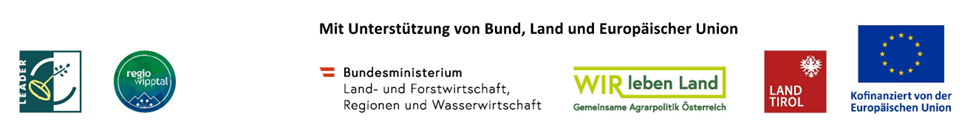 Mit Unterstützung von Bund, Land und Europäischer Union
LEADER
regio
wipptal
Bundesministerium
Land- und Forstwirtschaft,
Regionen und Wasserwirtschaft
WIR leben Land
Gemeinsame Agrarpolitik Österreich
LAND
TIROL
Kofinanziert von der
Europäischen Union